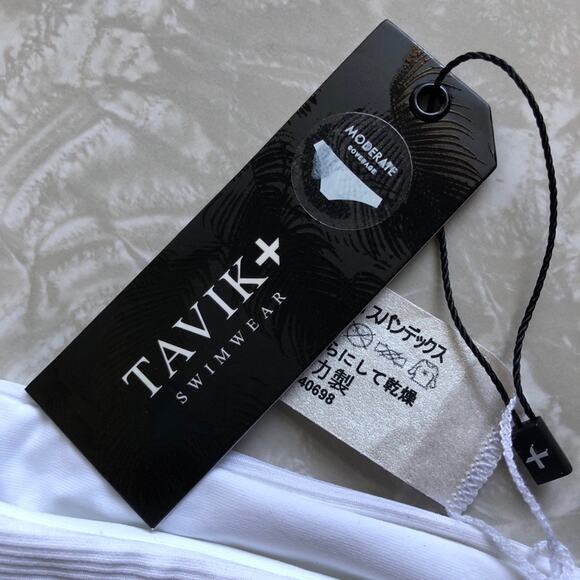 MODERATE
COVERAGE
TAVIK+
SWIMWEAR
スパンデックス
らにして乾燥
力製
40698